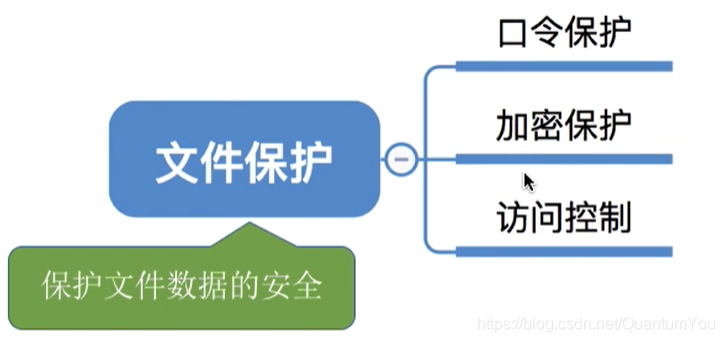 口令保护
加密保护
文件保护
访问控制
保护文件数据的安全
https://blog.csdn.net/QuantumYou